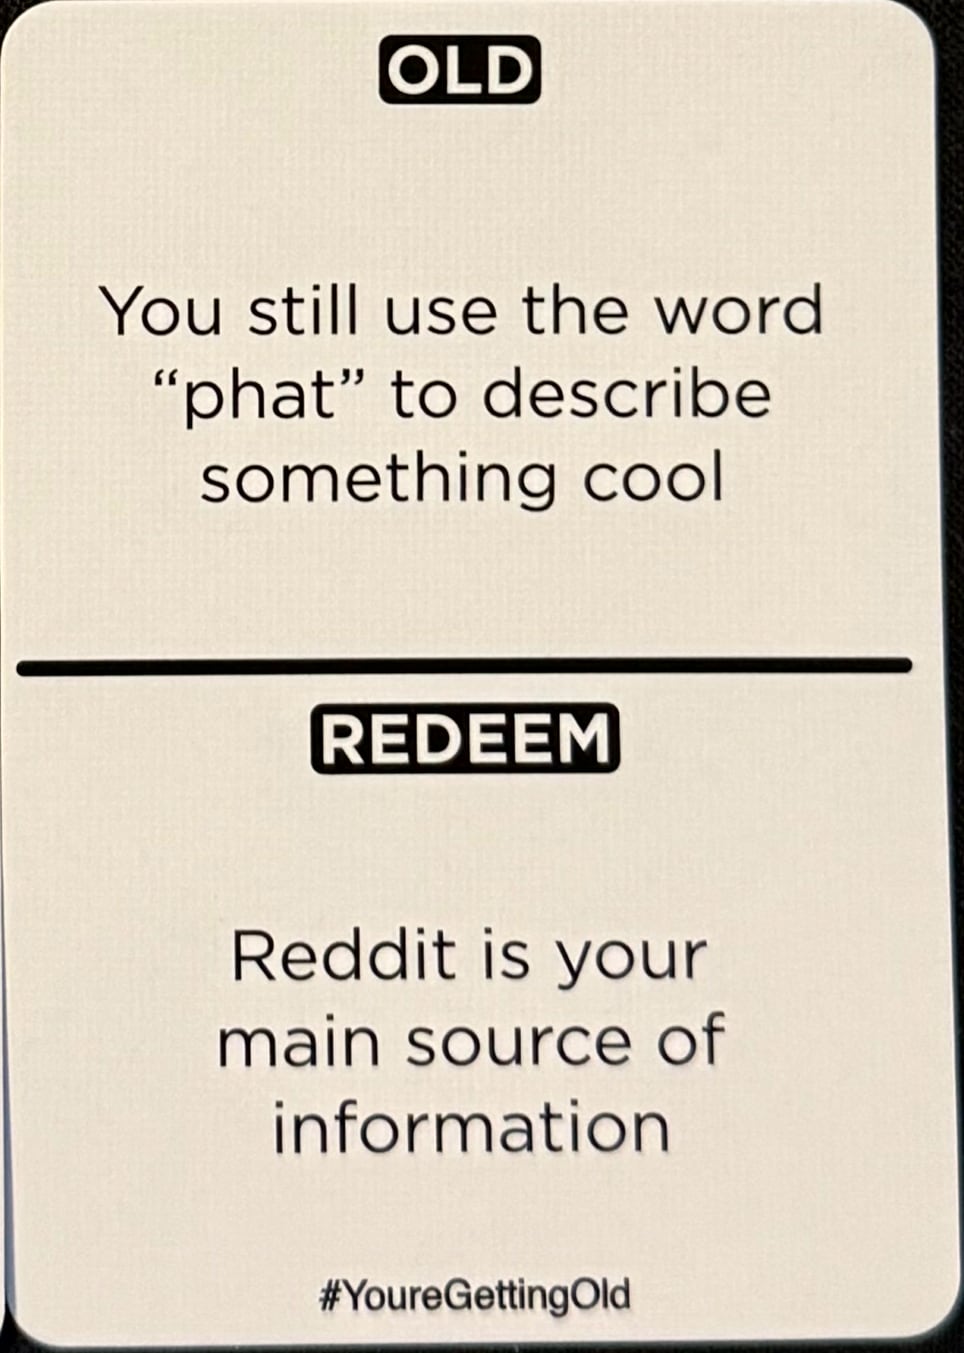 OLD
You still use the word
“phat” to describe
something cool
REDEEM
Reddit is your
main source of
information
#YoureGettingOld